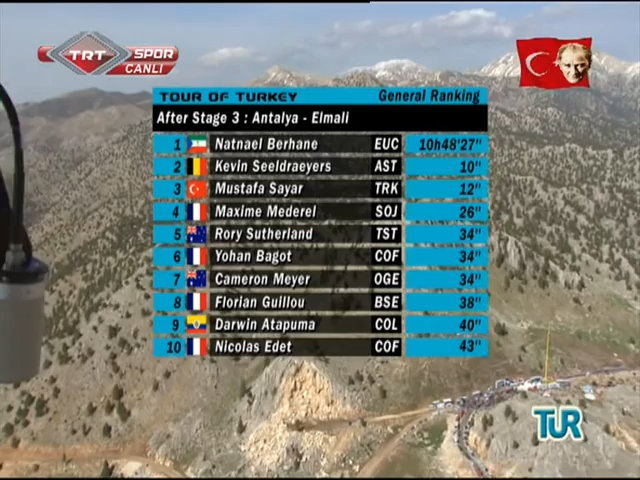 TRT SPOR
CANLI
TOUR OF TURKEY General Ranking
After Stage 3 : Antalya - Elmali
1 Natnael Berhane EUC 10h48'27"
2 Kevin Seeldraeyers AST 10"
3 Mustafa Sayar TRK 12"
4 Maxime Mederel SOJ 26"
5 Rory Sutherland TST 34"
6 Yohan Bagot COF 34"
7 Cameron Meyer OGE 34"
8 Florian Guillou BSE 38"
9 Darwin Atapuma COL 40"
10 Nicolas Edet COF 43"
TUR